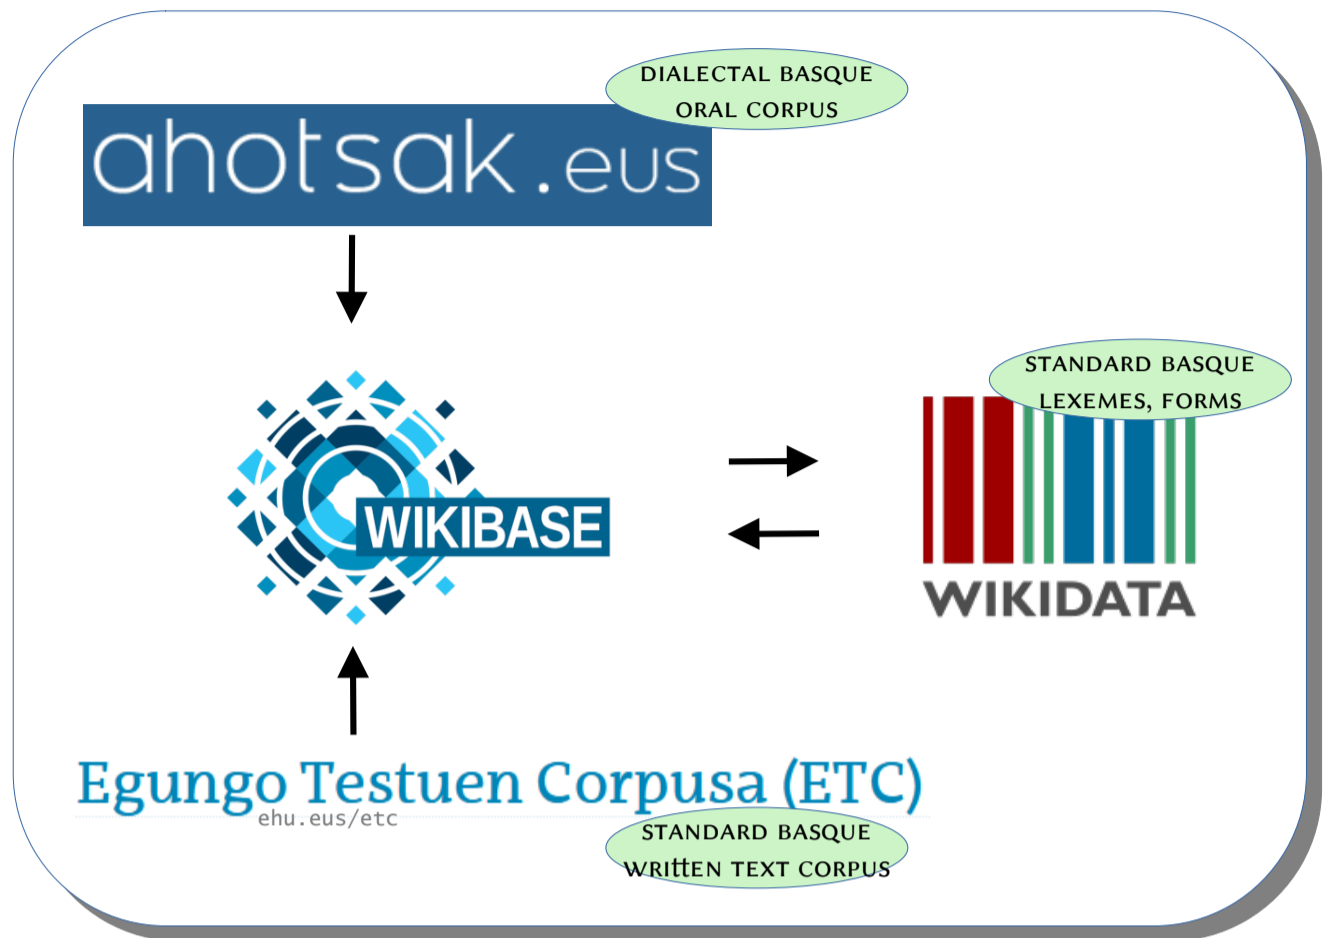 DIALECTAL BASQUE
ORAL CORPUS
ahotsak.eus
STANDARD BASQUE
LEXEMES, FORMS
WIKIBASE
WIKIDATA
Egungo Testuen Corpusa (ETC)
ehu.eus/etc
STANDARD BASQUE
WRITTEN TEXT CORPUS